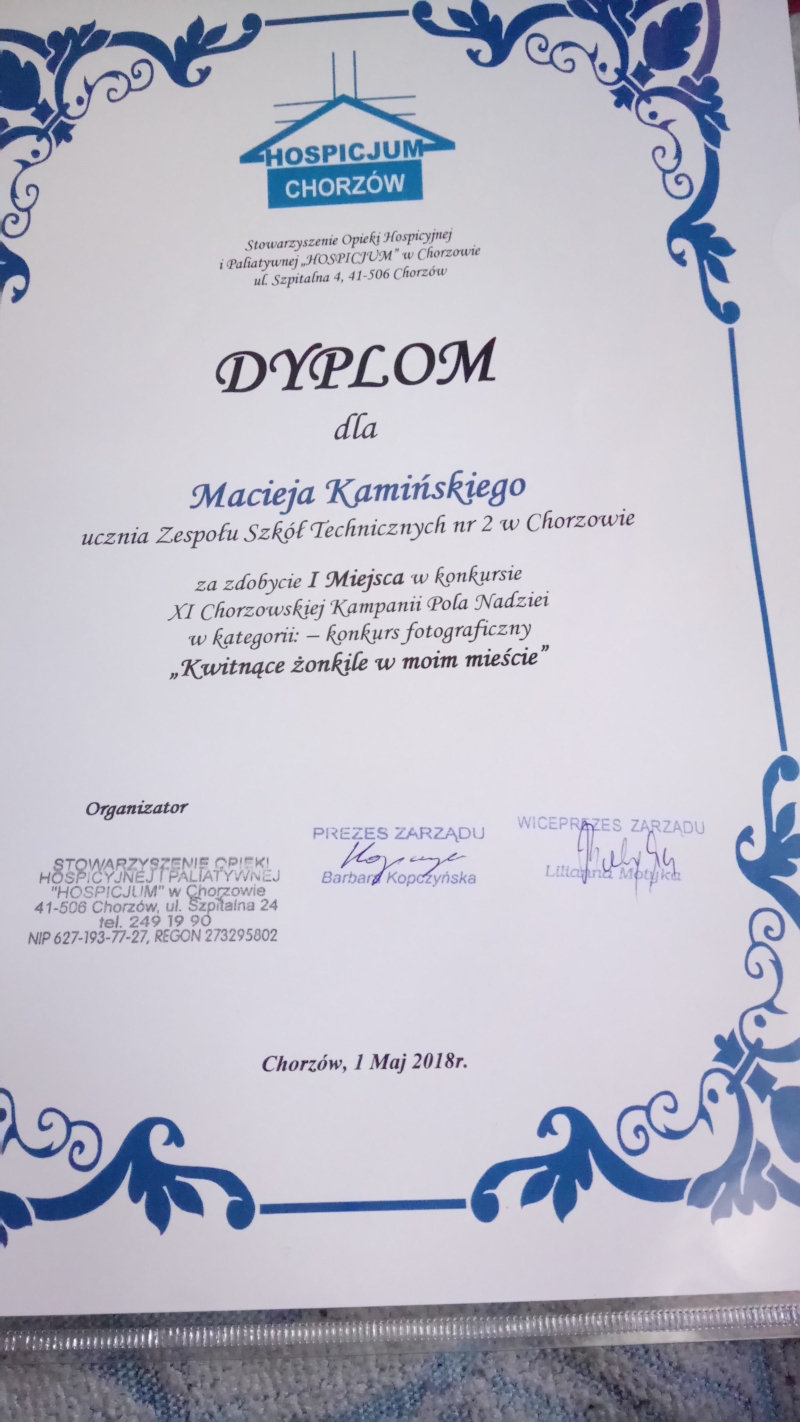 HOSPICJUM
CHORZÓW
Stowarzyszenie Opieki Hospicyjnej
i Paliatywnej „HOSPICJUM" w Chorzowie
ul. Szpitalna 4, 41-506 Chorzów
DYPLOM
dla
Macieja Kamińskiego
ucznia Zespołu Szkół Technicznych nr 2 w Chorzowie
za zdobycie I Miejsca w konkursie
XI Chorzowskiej Kampanii Pola Nadziei
w kategorii: – konkurs fotograficzny
„Kwitnące żonkile w moim mieście"
Organizator
STOWARZYSZENIE OPIEKI
HOSPICYJNEJ I PALIATYWNEJ
"HOSPICJUM" w Chorzowie
41-506 Chorzów, ul. Szpitalna 24
tel. 249 19 90
NIP 627-193-77-27, REGON 273295802
PREZES ZARZĄDU
Barbara Kopczyńska
WICEPREZES ZARZĄDU
Lilianna Motyka
Chorzów, 1 Maj 2018r.